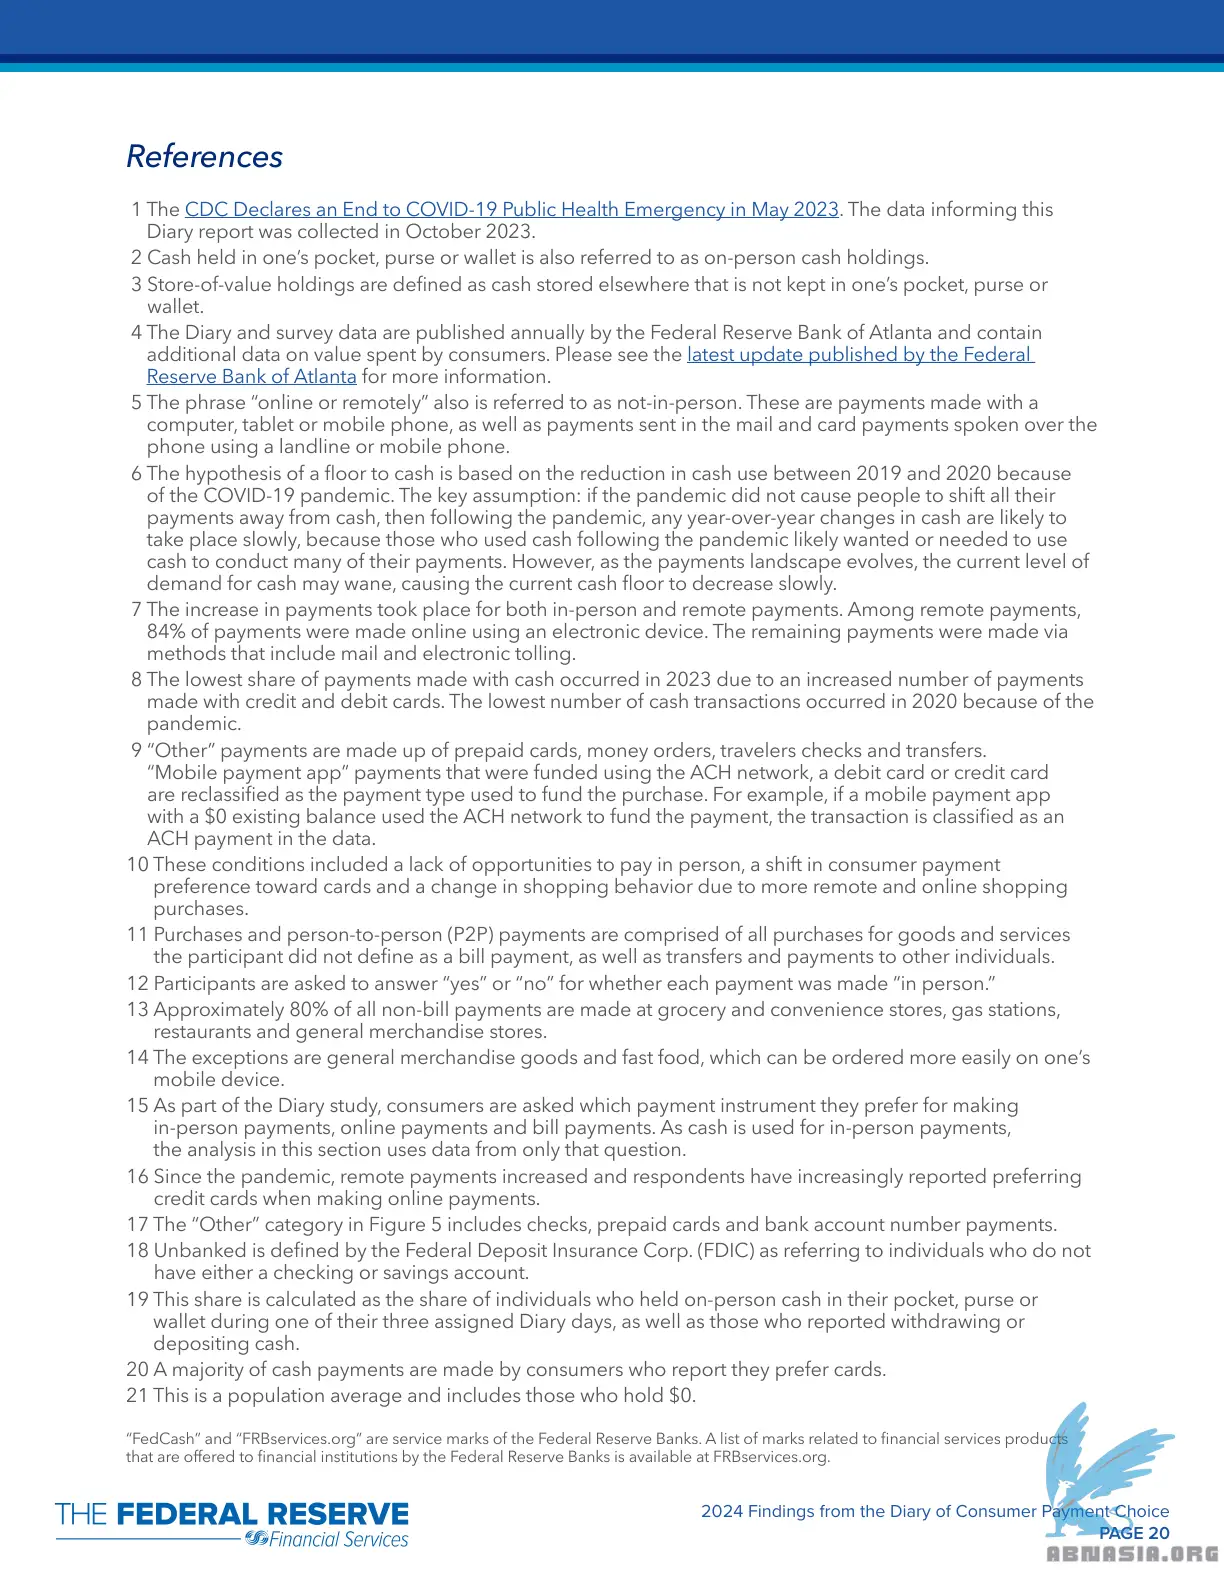 References
1 The CDC Declares an End to COVID-19 Public Health Emergency in May 2023. The data informing this
Diary report was collected in October 2023.
2 Cash held in one’s pocket, purse or wallet is also referred to as on-person cash holdings.
3 Store-of-value holdings are defined as cash stored elsewhere that is not kept in one’s pocket, purse or
wallet.
4 The Diary and survey data are published annually by the Federal Reserve Bank of Atlanta and contain
additional data on value spent by consumers. Please see the latest update published by the Federal
Reserve Bank of Atlanta for more information.
5 The phrase “online or remotely” also is referred to as not-in-person. These are payments made with a
computer, tablet or mobile phone, as well as payments sent in the mail and card payments spoken over the
phone using a landline or mobile phone.
6 The hypothesis of a floor to cash is based on the reduction in cash use between 2019 and 2020 because
of the COVID-19 pandemic. The key assumption: if the pandemic did not cause people to shift all their
payments away from cash, then following the pandemic, any year-over-year changes in cash are likely to
take place slowly, because those who used cash following the pandemic likely wanted or needed to use
cash to conduct many of their payments. However, as the payments landscape evolves, the current level of
demand for cash may wane, causing the current cash floor to decrease slowly.
7 The increase in payments took place for both in-person and remote payments. Among remote payments,
84% of payments were made online using an electronic device. The remaining payments were made via
methods that include mail and electronic tolling.
8 The lowest share of payments made with cash occurred in 2023 due to an increased number of payments
made with credit and debit cards. The lowest number of cash transactions occurred in 2020 because of the
pandemic.
9 “Other” payments are made up of prepaid cards, money orders, travelers checks and transfers.
“Mobile payment app” payments that were funded using the ACH network, a debit card or credit card
are reclassified as the payment type used to fund the purchase. For example, if a mobile payment app
with a $0 existing balance used the ACH network to fund the payment, the transaction is classified as an
ACH payment in the data.
10 These conditions included a lack of opportunities to pay in person, a shift in consumer payment
preference toward cards and a change in shopping behavior due to more remote and online shopping
purchases.
11 Purchases and person-to-person (P2P) payments are comprised of all purchases for goods and services
the participant did not define as a bill payment, as well as transfers and payments to other individuals.
12 Participants are asked to answer “yes” or “no” for whether each payment was made “in person.”
13 Approximately 80% of all non-bill payments are made at grocery and convenience stores, gas stations,
restaurants and general merchandise stores.
14 The exceptions are general merchandise goods and fast food, which can be ordered more easily on one’s
mobile device.
15 As part of the Diary study, consumers are asked which payment instrument they prefer for making
in-person payments, online payments and bill payments. As cash is used for in-person payments,
the analysis in this section uses data from only that question.
16 Since the pandemic, remote payments increased and respondents have increasingly reported preferring
credit cards when making online payments.
17 The “Other” category in Figure 5 includes checks, prepaid cards and bank account number payments.
18 Unbanked is defined by the Federal Deposit Insurance Corp. (FDIC) as referring to individuals who do not
have either a checking or savings account.
19 This share is calculated as the share of individuals who held on-person cash in their pocket, purse or
wallet during one of their three assigned Diary days, as well as those who reported withdrawing or
depositing cash.
20 A majority of cash payments are made by consumers who report they prefer cards.
21 This is a population average and includes those who hold $0.
“FedCash” and “FRBservices.org” are service marks of the Federal Reserve Banks. A list of marks related to financial services products
that are offered to financial institutions by the Federal Reserve Banks is available at FRBservices.org.
THE FEDERAL RESERVE
Financial Services
2024 Findings from the Diary of Consumer Payment Choice
PAGE 20
ABNASIA.ORG